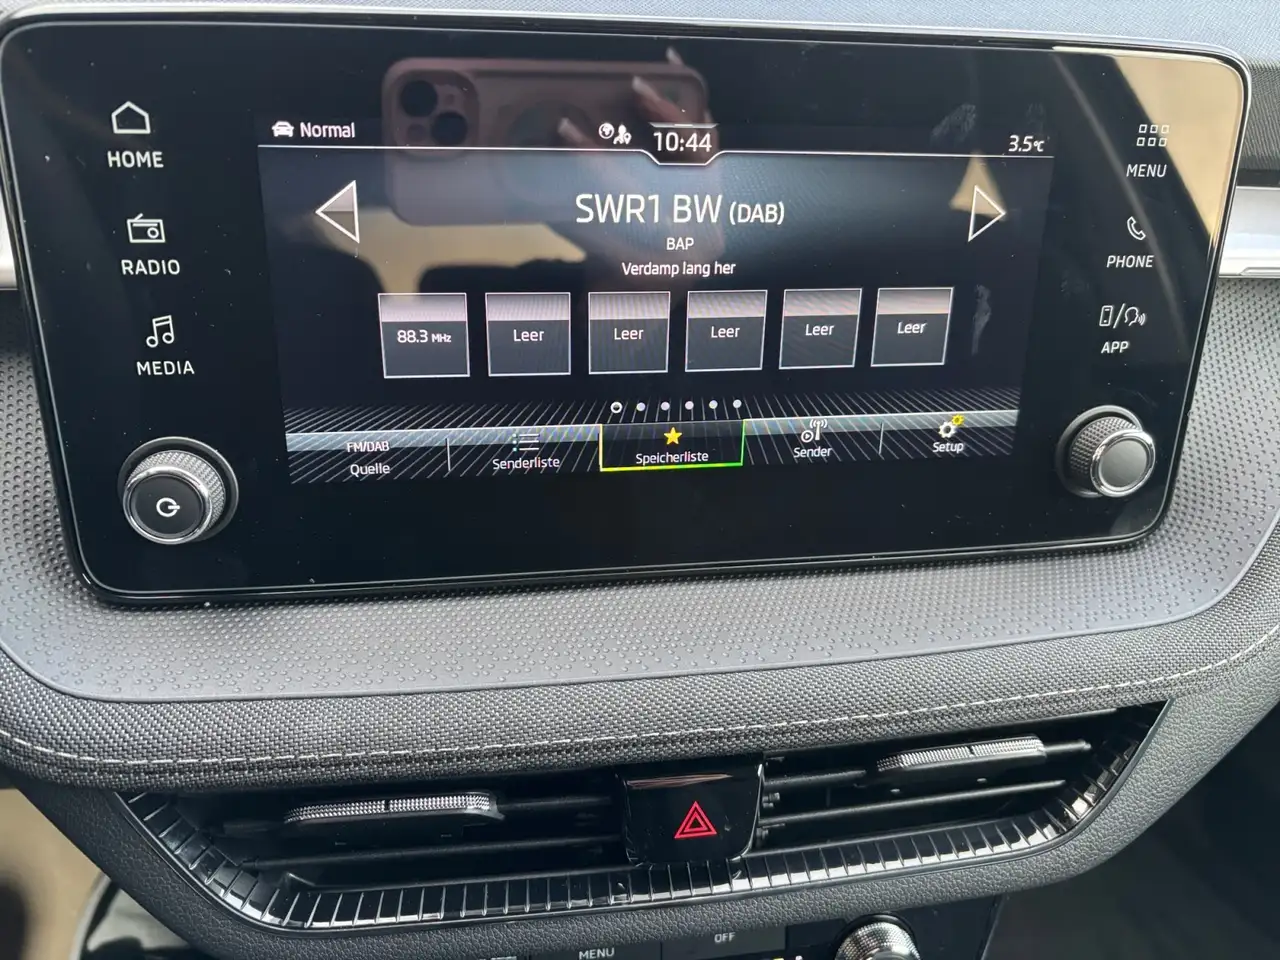 HOME
RADIO
MEDIA
Normal
10:44
3.5°C
SWR1 BW (DAB)
BAP
Verdamp lang her
88.3 MHz
Leer
Leer
Leer
Leer
Leer
FM/DAB
Quelle
Senderliste
Speicherliste
Sender
Setup
MENU
PHONE
APP
MENU
OFF